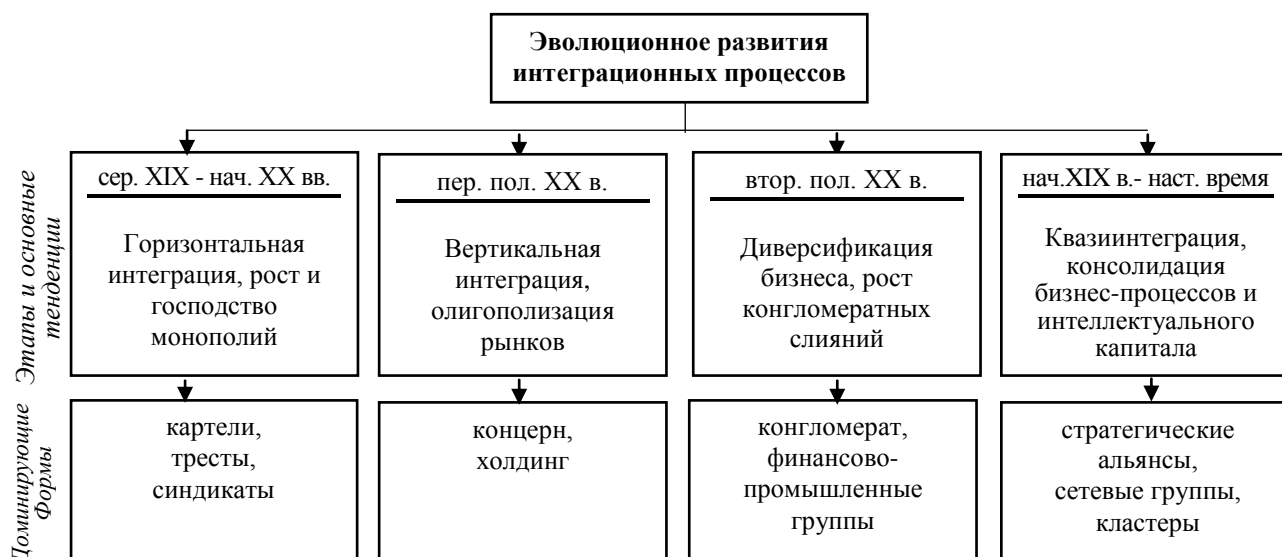 Эволюционное развития
интеграционных процессов
Этапы и основные
тенденции
сер. XIX - нач. XX вв.
Горизонтальная
интеграция, рост и
господство
монополий
пер. пол. XX в.
Вертикальная
интеграция,
олигополизация
рынков
втор. пол. XX в.
Диверсификация
бизнеса, рост
конгломератных
слияний
нач.XIX в.- наст. время
Квазиинтеграция,
консолидация
бизнес-процессов и
интеллектуального
капитала
Доминирующие
Формы
картели,
тресты,
синдикаты
концерн,
холдинг
конгломерат,
финансово-
промышленные
группы
стратегические
альянсы,
сетевые группы,
кластеры